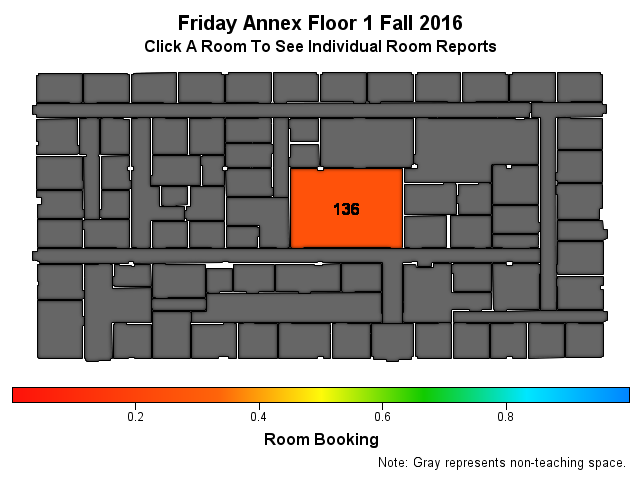 Friday Annex Floor 1 Fall 2016
Click A Room To See Individual Room Reports
136
0.2 0.4 0.6 0.8
Room Booking
Note: Gray represents non-teaching space.